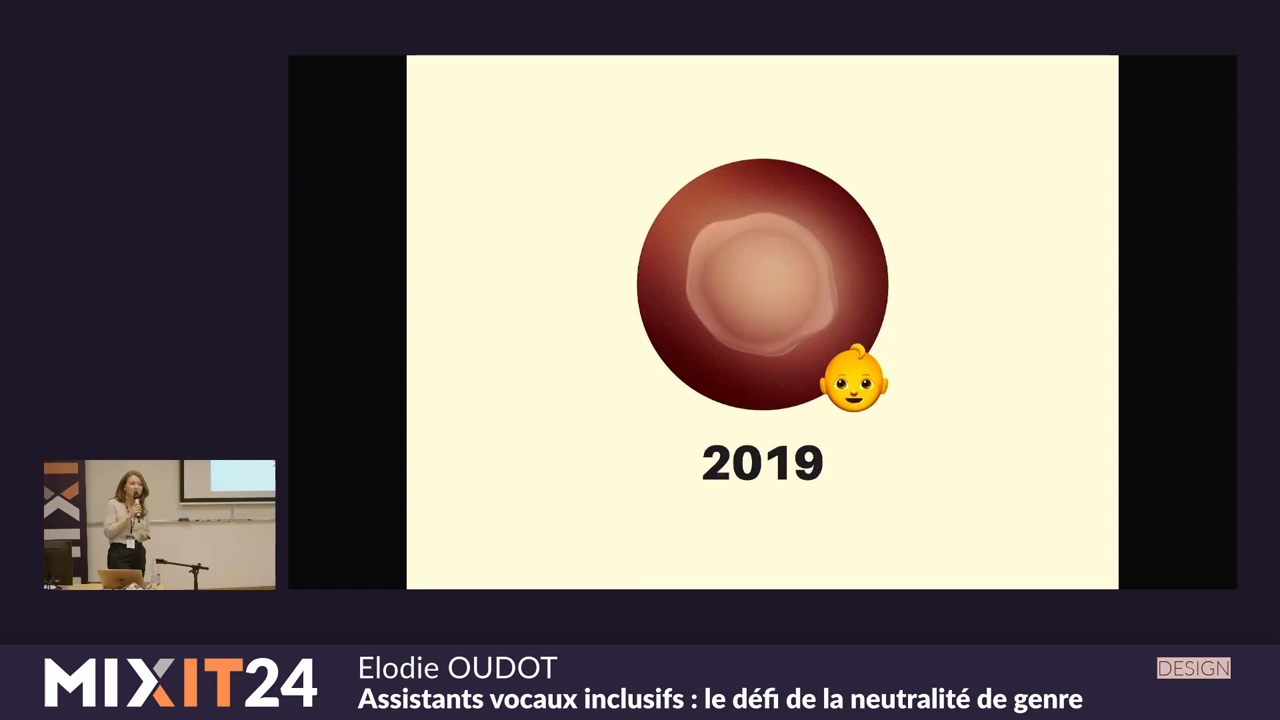 2019
MIXIT24
Elodie OUDOT
Assistants vocaux inclusifs : le défi de la neutralité de genre
DESIGN